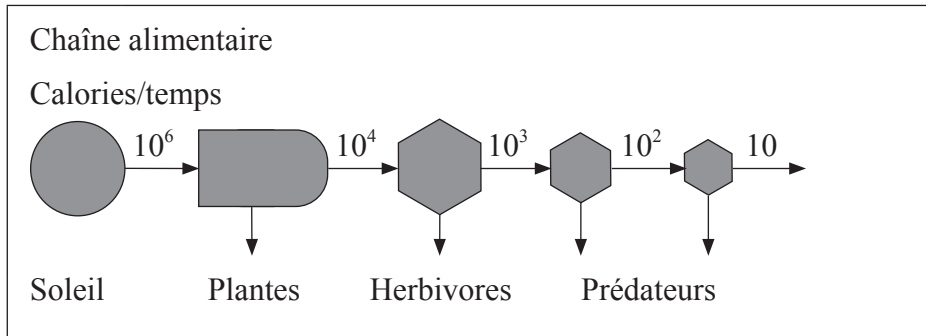 Chaîne alimentaire
Calories/temps
10⁶ 10⁴ 10³ 10² 10
Soleil Plantes Herbivores Prédateurs